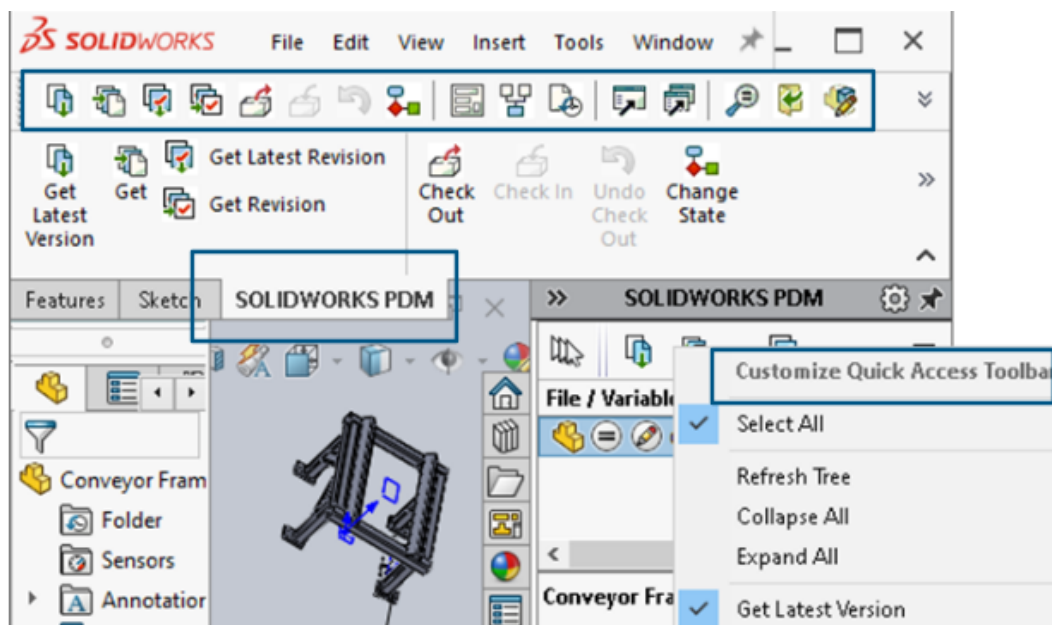 SOLIDWORKS File Edit View Insert Tools Window
Get Latest Version
Get
Get Latest Revision
Get Revision
Check Out
Check In
Undo Check Out
Change State
Features Sketch SOLIDWORKS PDM
SOLIDWORKS PDM
Customize Quick Access Toolbar
File / Variable
Select All
Conveyor Fram
Refresh Tree
Folder
Collapse All
Sensors
Expand All
Annotation
Conveyor Fra
Get Latest Version